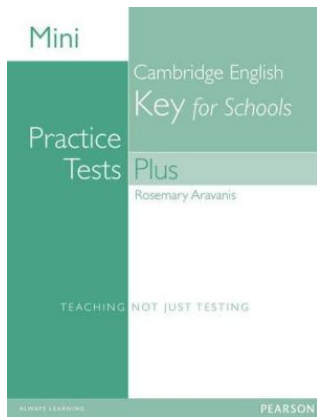 Mini
Cambridge English
Key for Schools
Practice
Tests Plus
Rosemary Aravanis
TEACHING NOT JUST TESTING
ALWAYS LEARNING
PEARSON